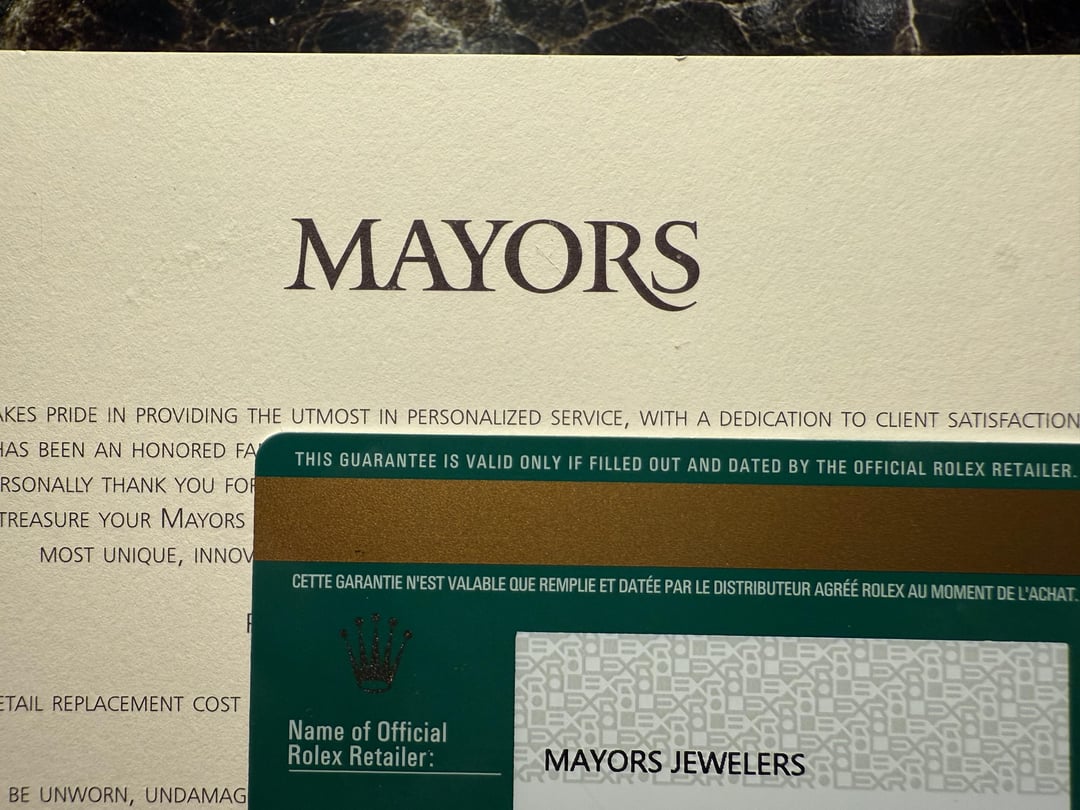 MAYORS
AKES PRIDE IN PROVIDING THE UTMOST IN PERSONALIZED SERVICE, WITH A DEDICATION TO CLIENT SATISFACTION
HAS BEEN AN HONORED FA
RSONALLY THANK YOU FOR
TREASURE YOUR MAYORS
MOST UNIQUE, INNOV
ETAIL REPLACEMENT COST
BE UNWORN, UNDAMAG
THIS GUARANTEE IS VALID ONLY IF FILLED OUT AND DATED BY THE OFFICIAL ROLEX RETAILER.
CETTE GARANTIE N'EST VALABLE QUE REMPLIE ET DATÉE PAR LE DISTRIBUTEUR AGRÉÉ ROLEX AU MOMENT DE L'ACHAT.
Name of Official
Rolex Retailer:
MAYORS JEWELERS